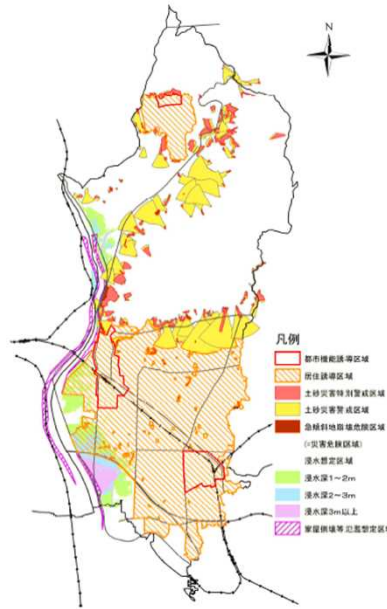 N
凡例
都市機能誘導区域
居住誘導区域
土砂災害特別警戒区域
土砂災害警戒区域
急傾斜地崩壊危険区域
(=災害危険区域)
浸水想定区域
浸水深1~2m
浸水深2~3m
浸水深3m以上
家屋倒壊等氾濫想定区域